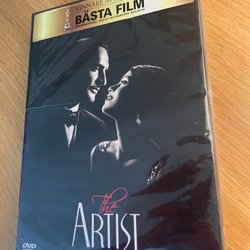 VINNARE AV
BÄSTA FILM
The
ARTIST
DVD